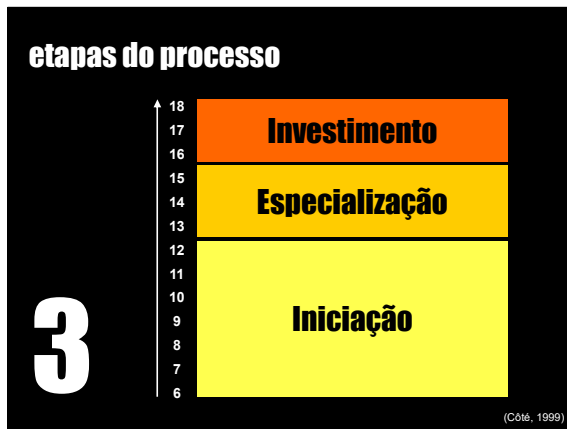 etapas do processo
18
17
Investimento
16
15
14
Especialização
13
12
11
10
9
Iniciação
8
7
6
3
(Côté, 1999)